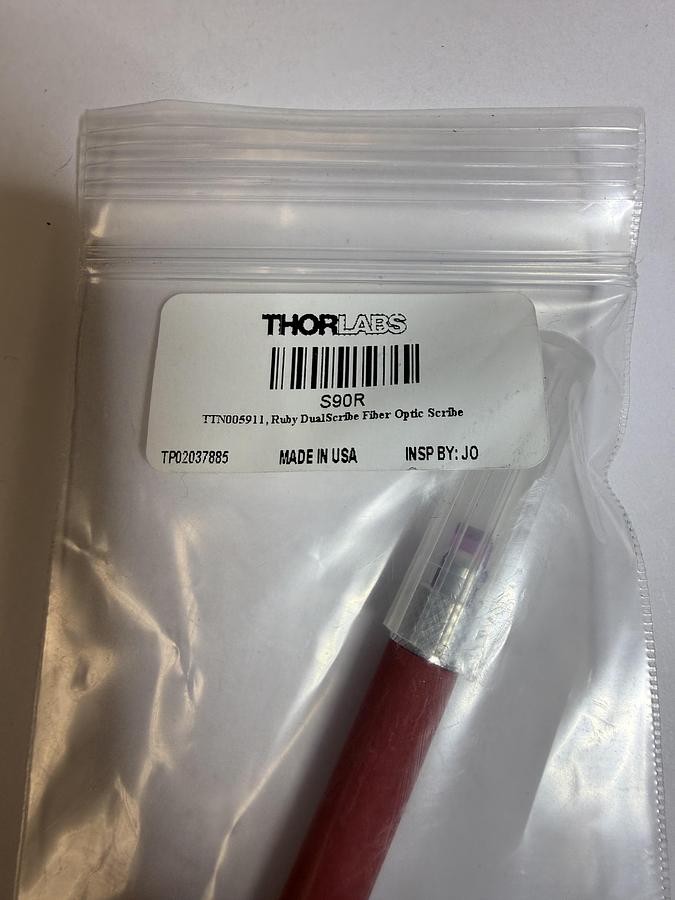 THORLABS
S90R
TTN005911, Ruby DualScribe Fiber Optic Scribe
TP02037885 MADE IN USA INSP BY: JO